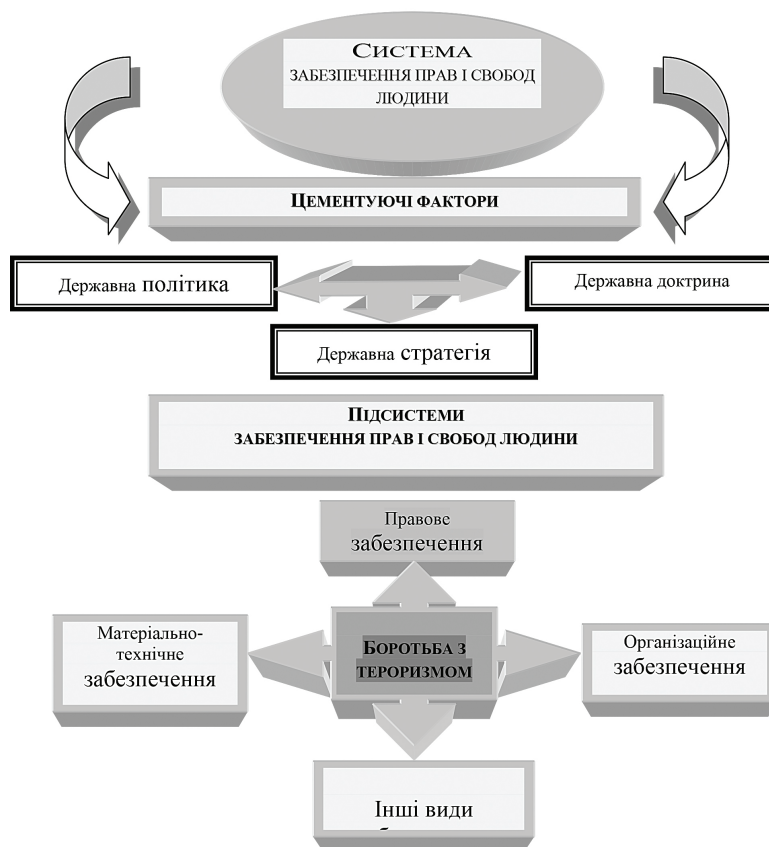 СИСТЕМА
ЗАБЕЗПЕЧЕННЯ ПРАВ І СВОБОД
ЛЮДИНИ
ЦЕМЕНТУЮЧІ ФАКТОРИ
Державна політика
Державна доктрина
Державна стратегія
ПІДСИСТЕМИ
ЗАБЕЗПЕЧЕННЯ ПРАВ І СВОБОД ЛЮДИНИ
Правове
забезпечення
Матеріально-
технічне
забезпечення
БОРОТЬБА З
ТЕРОРИЗМОМ
Організаційне
забезпечення
Інші види